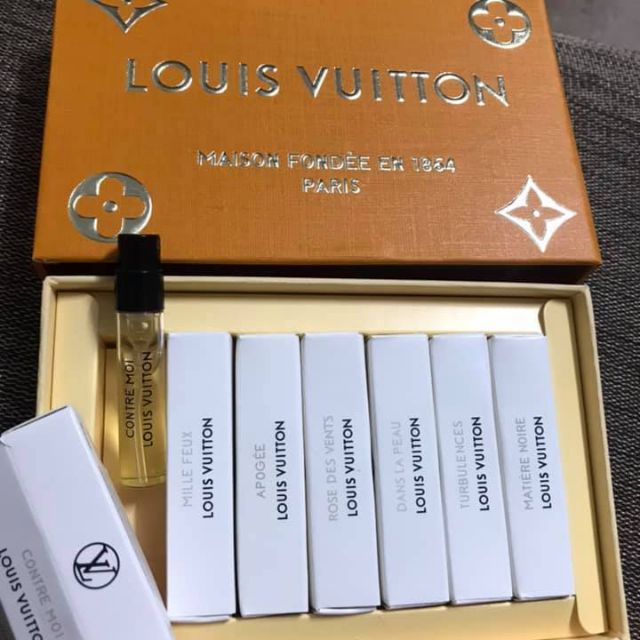 LOUIS VUITTON
MAISON FONDÉE EN 1854
PARIS
CONTRE MOI
LOUIS VUITTON
MILLE FEUX
LOUIS VUITTON
APOGÉE
LOUIS VUITTON
ROSE DES VENTS
LOUIS VUITTON
DANS LA PEAU
LOUIS VUITTON
TURBULENCES
LOUIS VUITTON
MATIÈRE NOIRE
LOUIS VUITTON
LV
CONTRE MOI
LOUIS VUITTON